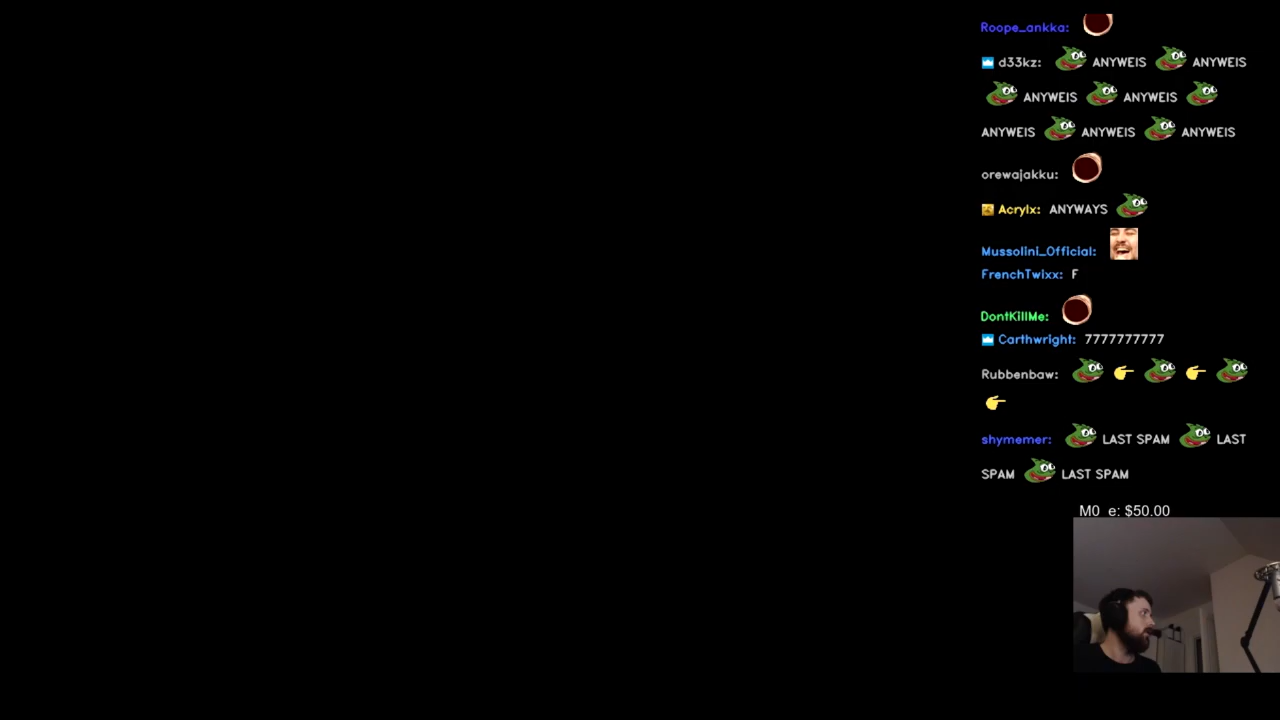 Roope_ankka:
d33kz: ANYWEIS ANYWEIS
ANYWEIS ANYWEIS
ANYWEIS ANYWEIS ANYWEIS
orewajakku:
Acrylx: ANYWAYS
Mussolini_Official:
FrenchTwixx: F
DontKillMe:
Carthwright: 7777777777
Rubbenbaw:
shymemer: LAST SPAM LAST
SPAM LAST SPAM
M0_e: $50.00